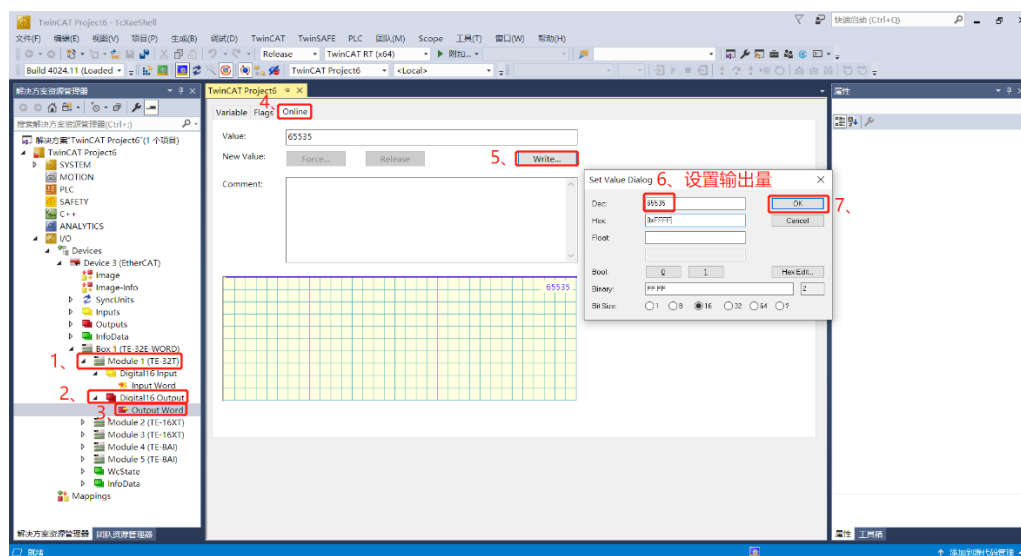 TwinCAT Project6 - TcXaeShell
快速启动 (Ctrl+Q)
文件(F) 编辑(E) 视图(V) 项目(P) 生成(B) 调试(D) TwinCAT TwinSAFE PLC 团队(M) Scope 工具(T) 窗口(W) 帮助(H)
Release TwinCAT RT (x64) 附加...
Build 4024.11 (Loaded TwinCAT Project6 <Local>
解决方案资源管理器
搜索解决方案资源管理器(Ctrl+;)
解决方案"TwinCAT Project6"(1 个项目)
TwinCAT Project6
SYSTEM
MOTION
PLC
SAFETY
C++
ANALYTICS
I/O
Devices
Device 3 (EtherCAT)
Image
Image-Info
SyncUnits
Inputs
Outputs
InfoData
Box 1 (TE-32E-WORD)
1、 Module 1 (TE-32T)
Digital16 Input
Input Word
2、 Digital16 Output
3、 Output Word
Module 2 (TE-16XT)
Module 3 (TE-16XT)
Module 4 (TE-8AI)
Module 5 (TE-8AI)
WcState
InfoData
Mappings
解决方案资源管理器 团队资源管理器
TwinCAT Project6
4、
Variable Flags Online
Value: 65535
New Value: Force... Release 5、 Write...
Comment:
65535
Set Value Dialog 6、设置输出量
Dec: 65535 OK 7、
Hex: 0xFFFF Cancel
Float:
Bool: 0 1 Hex Edit...
Binary: FF FF 2
Bit Size: 1 8 16 32 64 ?
属性
属性 工具箱
就绪
添加到源代码管理